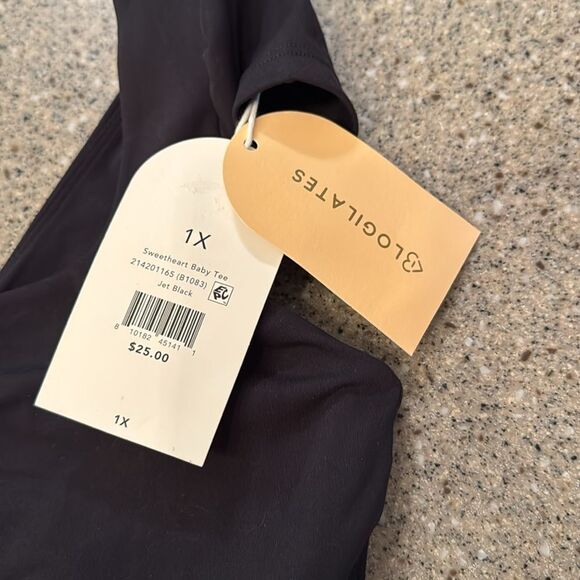 1X
Sweetheart Baby Tee
214201165 (B1083)
Jet Black
8 10182 45141 1
$25.00
1X
BLOGILATES